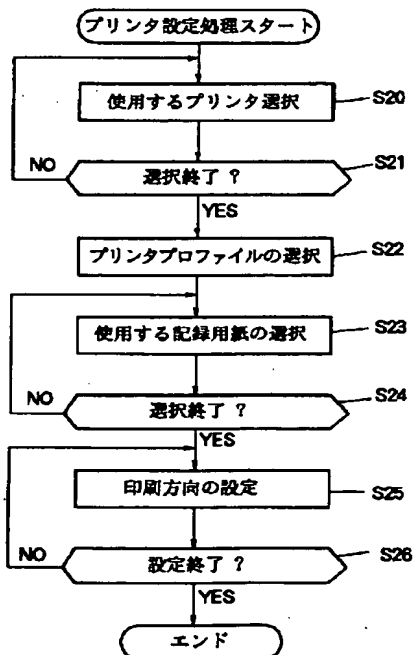 プリンタ設定処理スタート
使用するプリンタ選択
S20
選択終了 ?
S21
NO
YES
プリンタプロファイルの選択
S22
使用する記録用紙の選択
S23
選択終了 ?
S24
NO
YES
印刷方向の設定
S25
設定終了 ?
S26
NO
YES
エンド